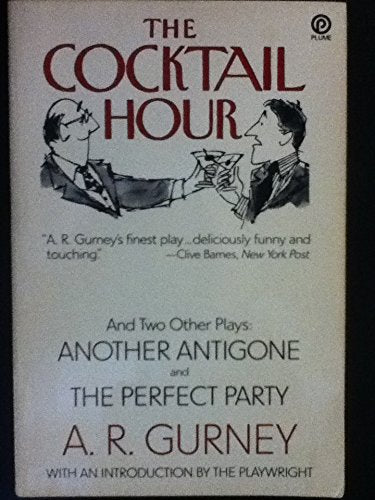 THE
COCKTAIL
HOUR
PLUME
"A. R. Gurney's finest play...deliciously funny and
touching."
—Clive Barnes, New York Post
And Two Other Plays:
ANOTHER ANTIGONE
and
THE PERFECT PARTY
A. R. GURNEY
WITH AN INTRODUCTION BY THE PLAYWRIGHT